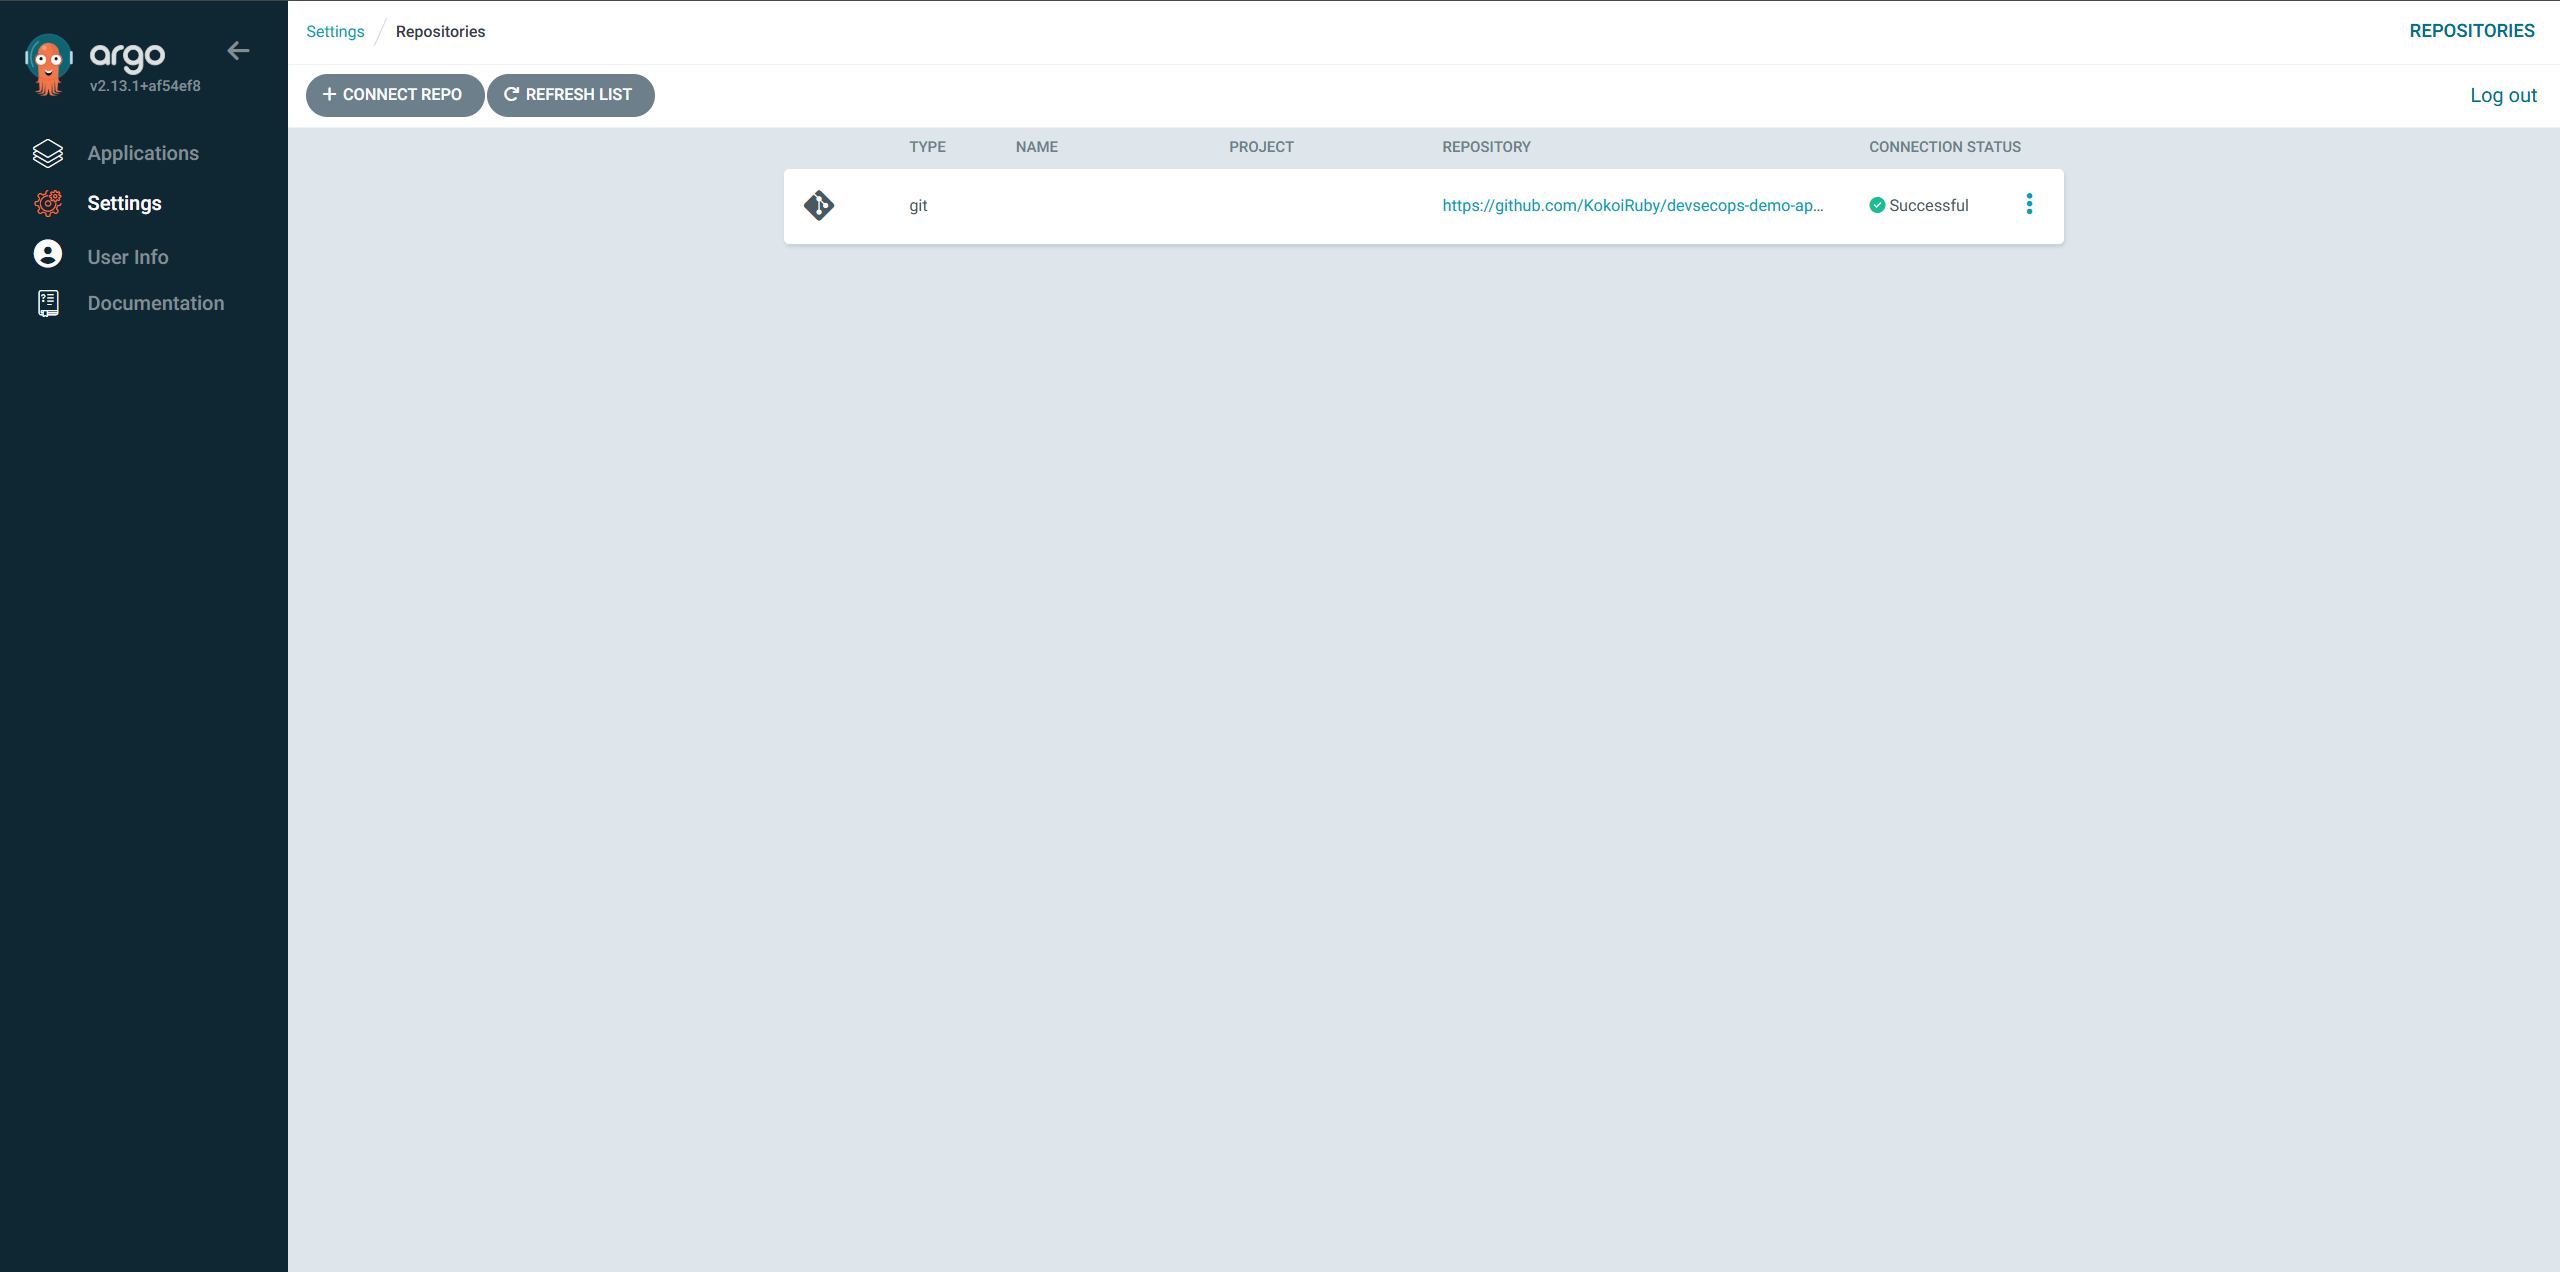 argo
v2.13.1+af54ef8
Applications
Settings
User Info
Documentation
Settings / Repositories
REPOSITORIES
+ CONNECT REPO REFRESH LIST
Log out
TYPE NAME PROJECT REPOSITORY CONNECTION STATUS
git https://github.com/KokoiRuby/devsecops-demo-ap... Successful